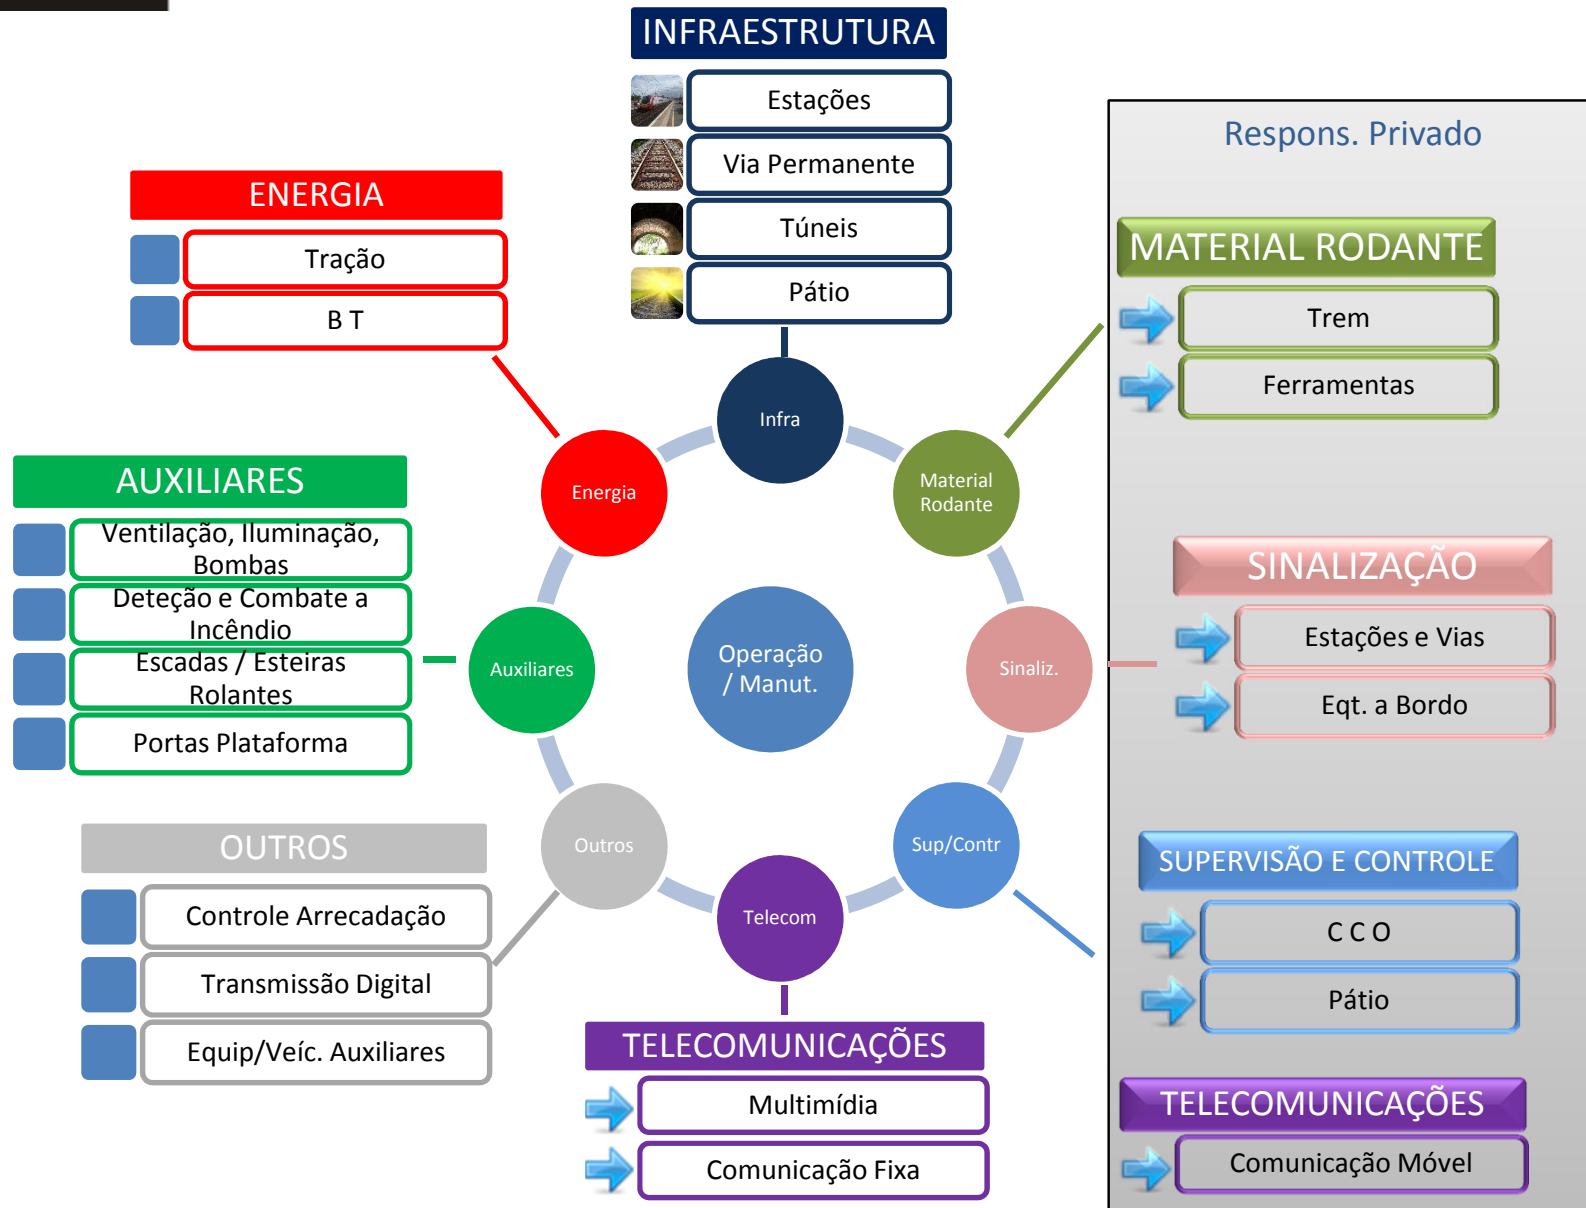 INFRAESTRUTURA
Estações
Via Permanente
Túneis
Pátio
ENERGIA
Tração
B T
AUXILIARES
Ventilação, Iluminação,
Bombas
Deteção e Combate a
Incêndio
Escadas / Esteiras
Rolantes
Portas Plataforma
OUTROS
Controle Arrecadação
Transmissão Digital
Equip/Veíc. Auxiliares
Infra
Energia
Material
Rodante
Auxiliares
Operação
/ Manut.
Sinaliz.
Outros
Sup/Contr
Telecom
TELECOMUNICAÇÕES
Multimídia
Comunicação Fixa
Respons. Privado
MATERIAL RODANTE
Trem
Ferramentas
SINALIZAÇÃO
Estações e Vias
Eqt. a Bordo
SUPERVISÃO E CONTROLE
C C O
Pátio
TELECOMUNICAÇÕES
Comunicação Móvel